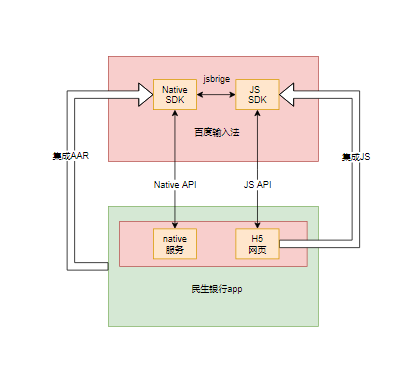 jsbrige
Native
SDK
JS
SDK
百度输入法
集成AAR
集成JS
Native API
JS API
native
服务
H5
网页
民生银行app